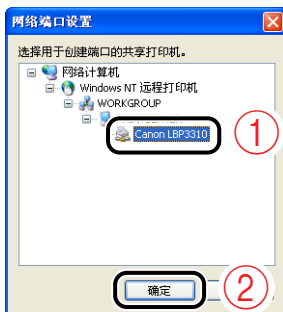 网络端口设置
选择用于创建端口的共享打印机。
网络计算机
Windows NT 远程打印机
WORKGROUP
Canon LBP3310
①
确定
②